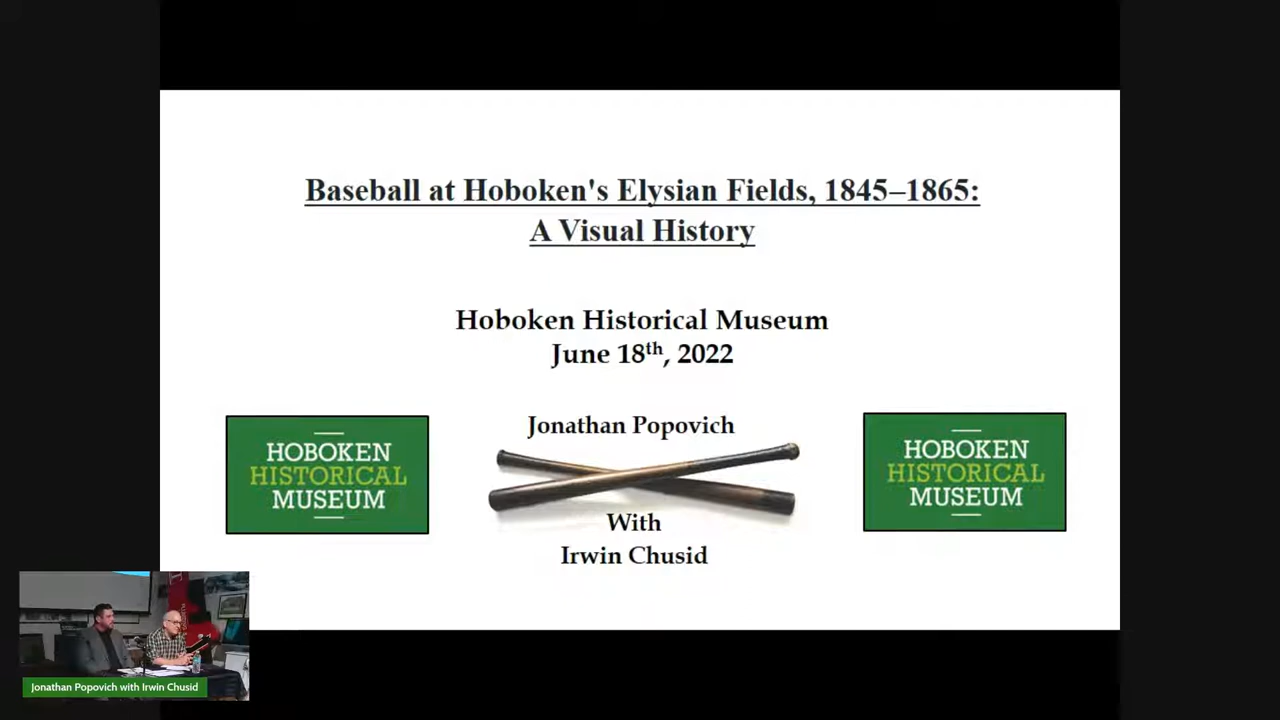 Baseball at Hoboken's Elysian Fields, 1845–1865:
A Visual History
Hoboken Historical Museum
June 18th, 2022
Jonathan Popovich
HOBOKEN
HISTORICAL
MUSEUM
HOBOKEN
HISTORICAL
MUSEUM
With
Irwin Chusid
Jonathan Popovich with Irwin Chusid